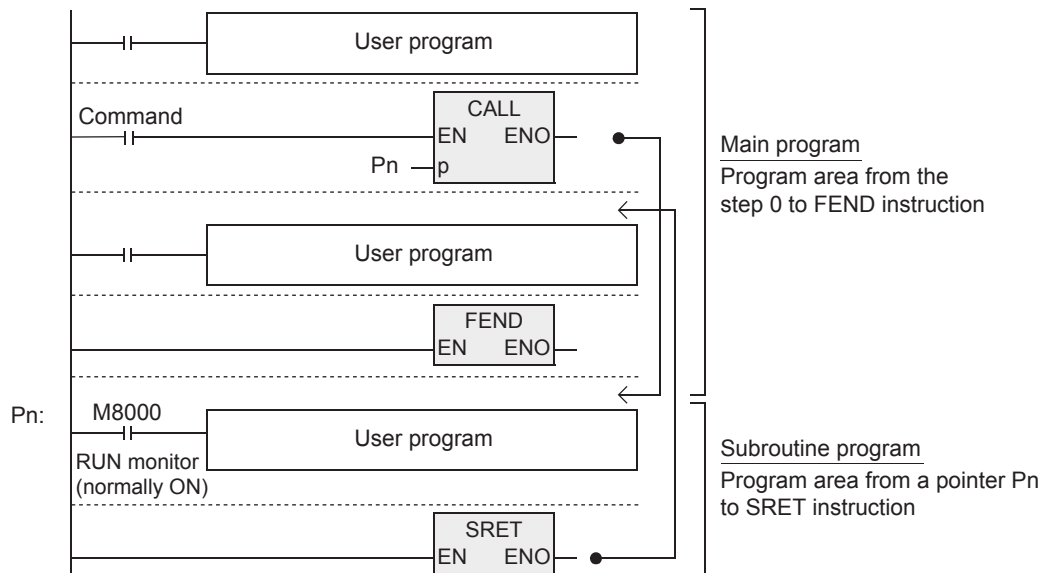 User program
Command
CALL
EN ENO
Pn p
Main program
Program area from the
step 0 to FEND instruction
User program
FEND
EN ENO
Pn:
M8000
User program
RUN monitor
(normally ON)
Subroutine program
Program area from a pointer Pn
to SRET instruction
SRET
EN ENO